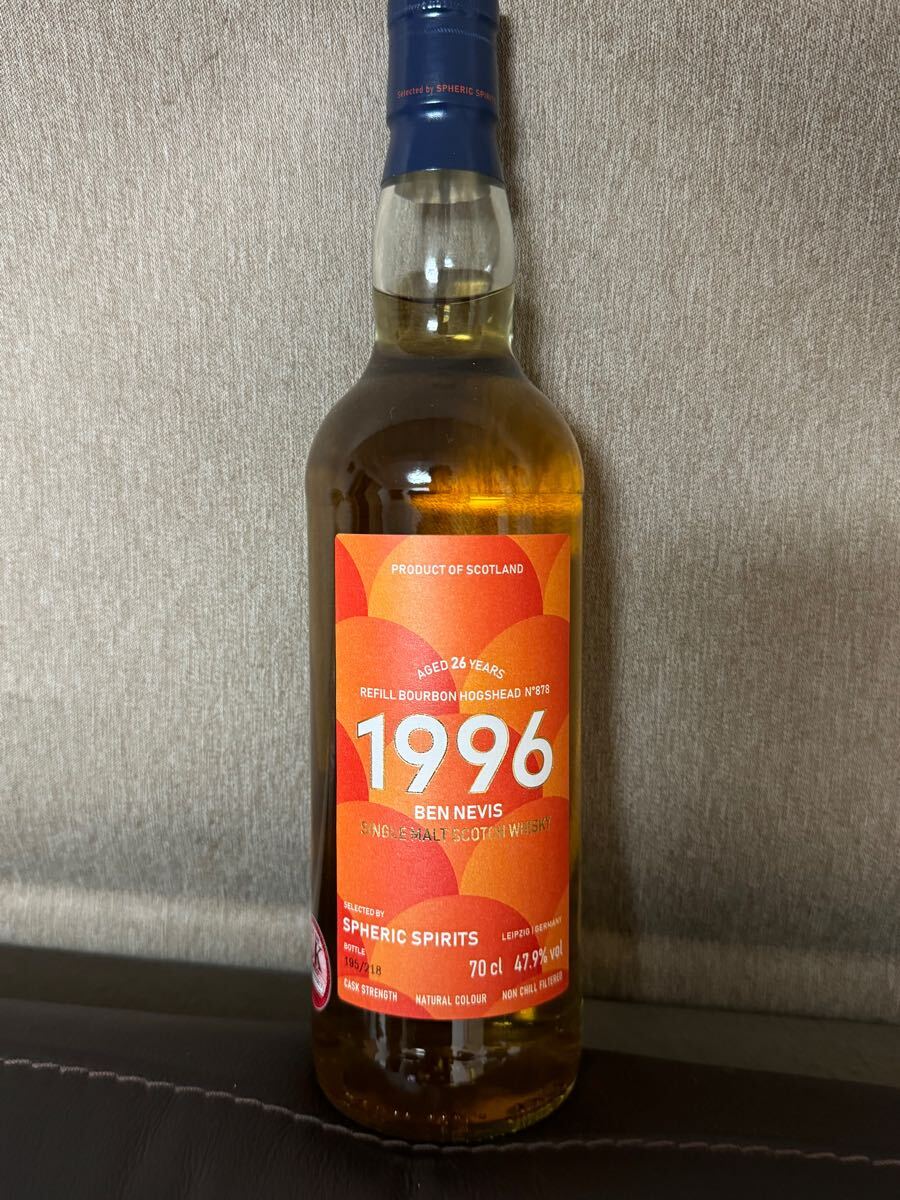 Selected by SPHERIC SPIRITS
PRODUCT OF SCOTLAND
AGED 26 YEARS
REFILL BOURBON HOGSHEAD N°878
1996
BEN NEVIS
SINGLE MALT SCOTCH WHISKY
SELECTED BY
SPHERIC SPIRITS
LEIPZIG | GERMANY
BOTTLE
195/218
70 cl 47.9% vol
CASK STRENGTH NATURAL COLOUR NON CHILL FILTERED